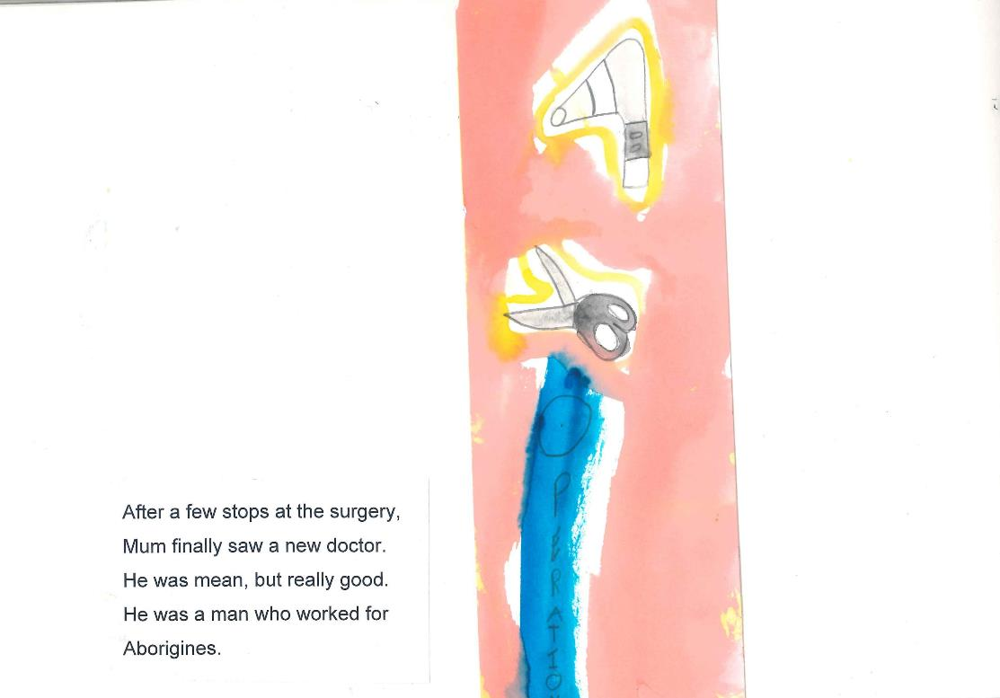 After a few stops at the surgery,
Mum finally saw a new doctor.
He was mean, but really good.
He was a man who worked for
Aborigines.
OPERATION